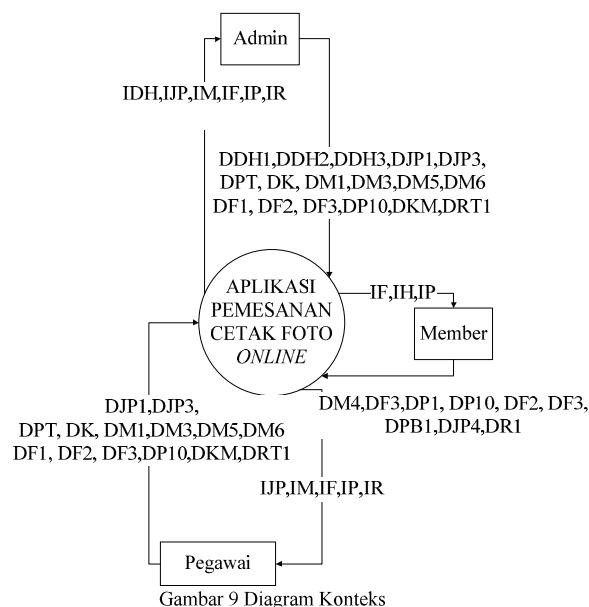 Admin
IDH,IJP,IM,IF,IP,IR
DDH1,DDH2,DDH3,DJP1,DJP3,
DPT, DK, DM1,DM3,DM5,DM6
DF1, DF2, DF3,DP10,DKM,DRT1
APLIKASI
PEMESANAN
CETAK FOTO
ONLINE
IF,IH,IP
Member
DM4,DF3,DP1, DP10, DF2, DF3,
DPB1,DJP4,DR1
DJP1,DJP3,
DPT, DK, DM1,DM3,DM5,DM6
DF1, DF2, DF3,DP10,DKM,DRT1
IJP,IM,IF,IP,IR
Pegawai
Gambar 9 Diagram Konteks